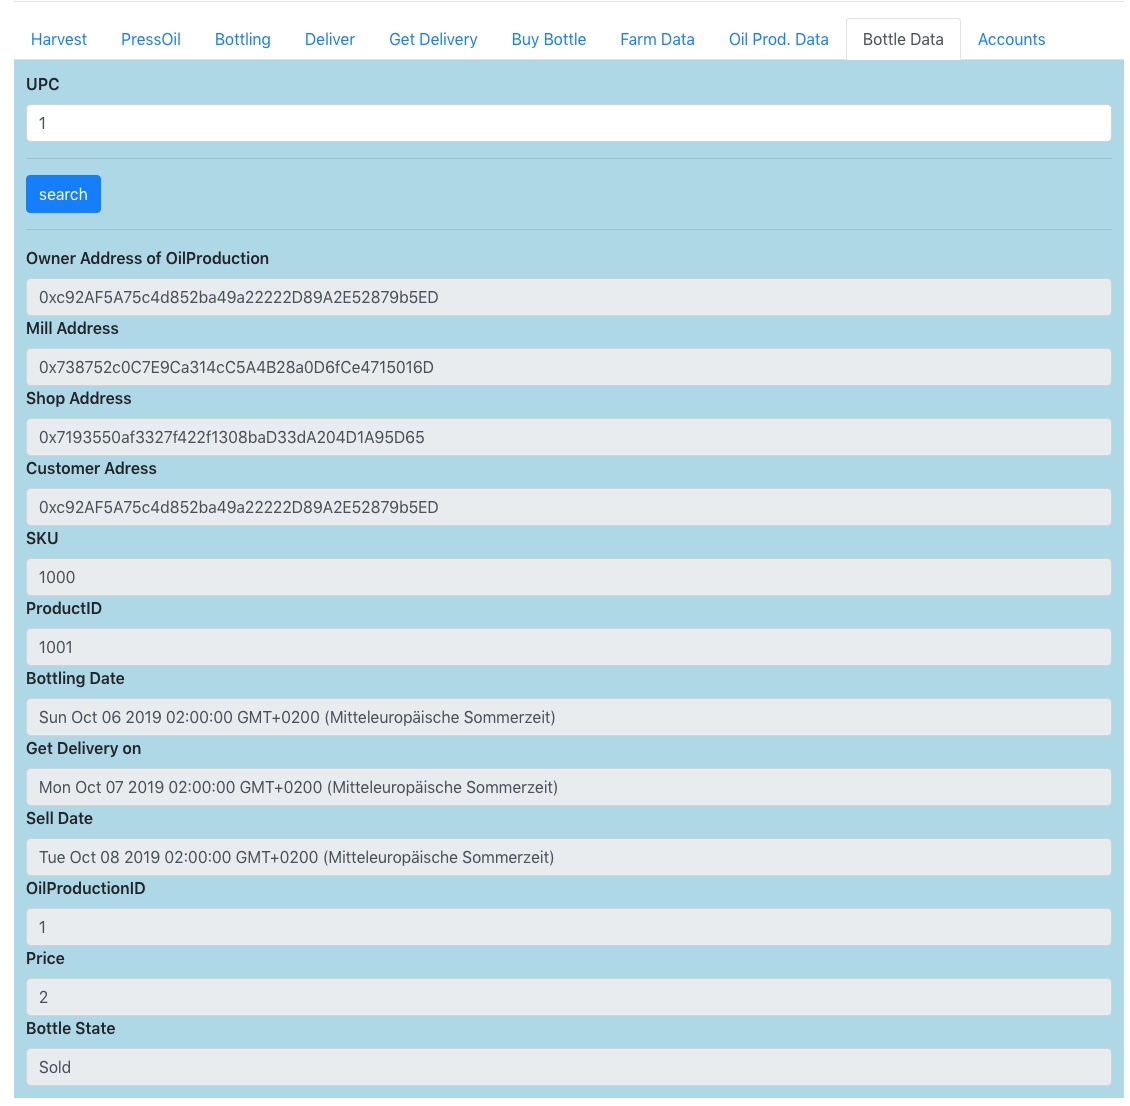 Harvest PressOil Bottling Deliver Get Delivery Buy Bottle Farm Data Oil Prod. Data Bottle Data Accounts
UPC
1
search
Owner Address of OilProduction
0xc92AF5A75c4d852ba49a22222D89A2E52879b5ED
Mill Address
0x738752c0C7E9Ca314cC5A4B28a0D6fCe4715016D
Shop Address
0x7193550af3327f422f1308baD33dA204D1A95D65
Customer Adress
0xc92AF5A75c4d852ba49a22222D89A2E52879b5ED
SKU
1000
ProductID
1001
Bottling Date
Sun Oct 06 2019 02:00:00 GMT+0200 (Mitteleuropäische Sommerzeit)
Get Delivery on
Mon Oct 07 2019 02:00:00 GMT+0200 (Mitteleuropäische Sommerzeit)
Sell Date
Tue Oct 08 2019 02:00:00 GMT+0200 (Mitteleuropäische Sommerzeit)
OilProductionID
1
Price
2
Bottle State
Sold